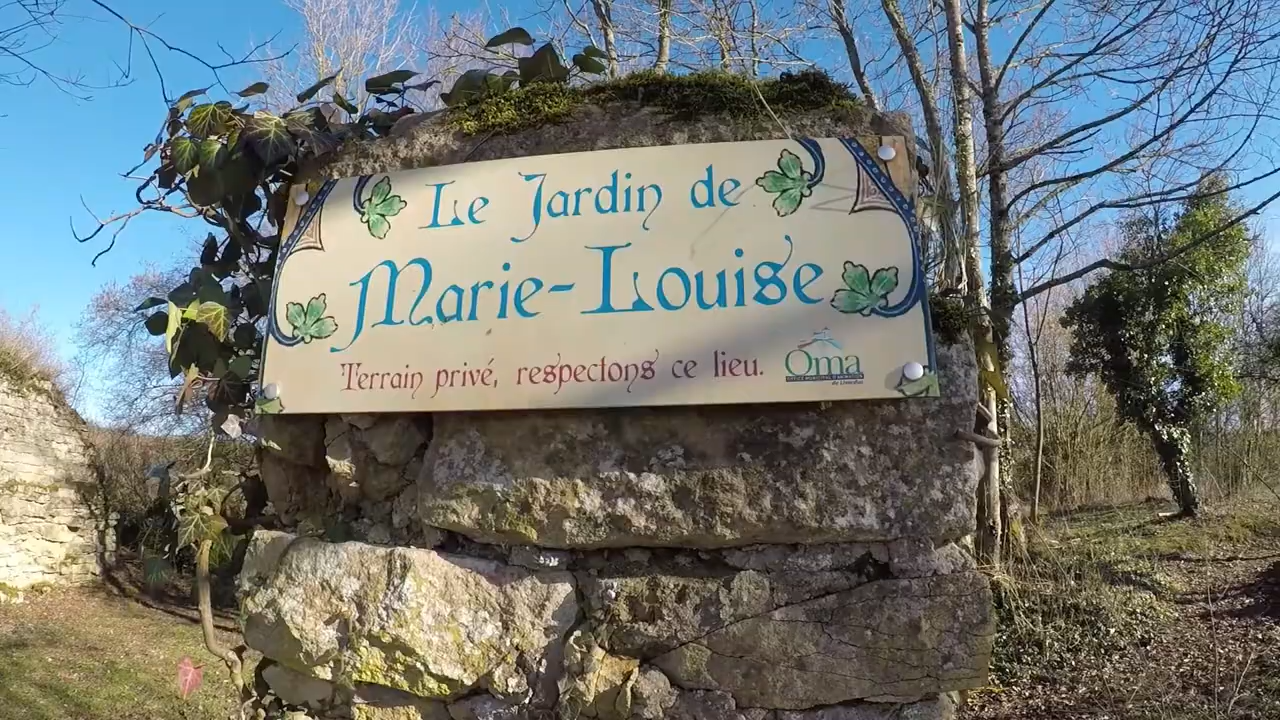 Le Jardin de
Marie-Louise
Terrain privé, respectons ce lieu.
Oma